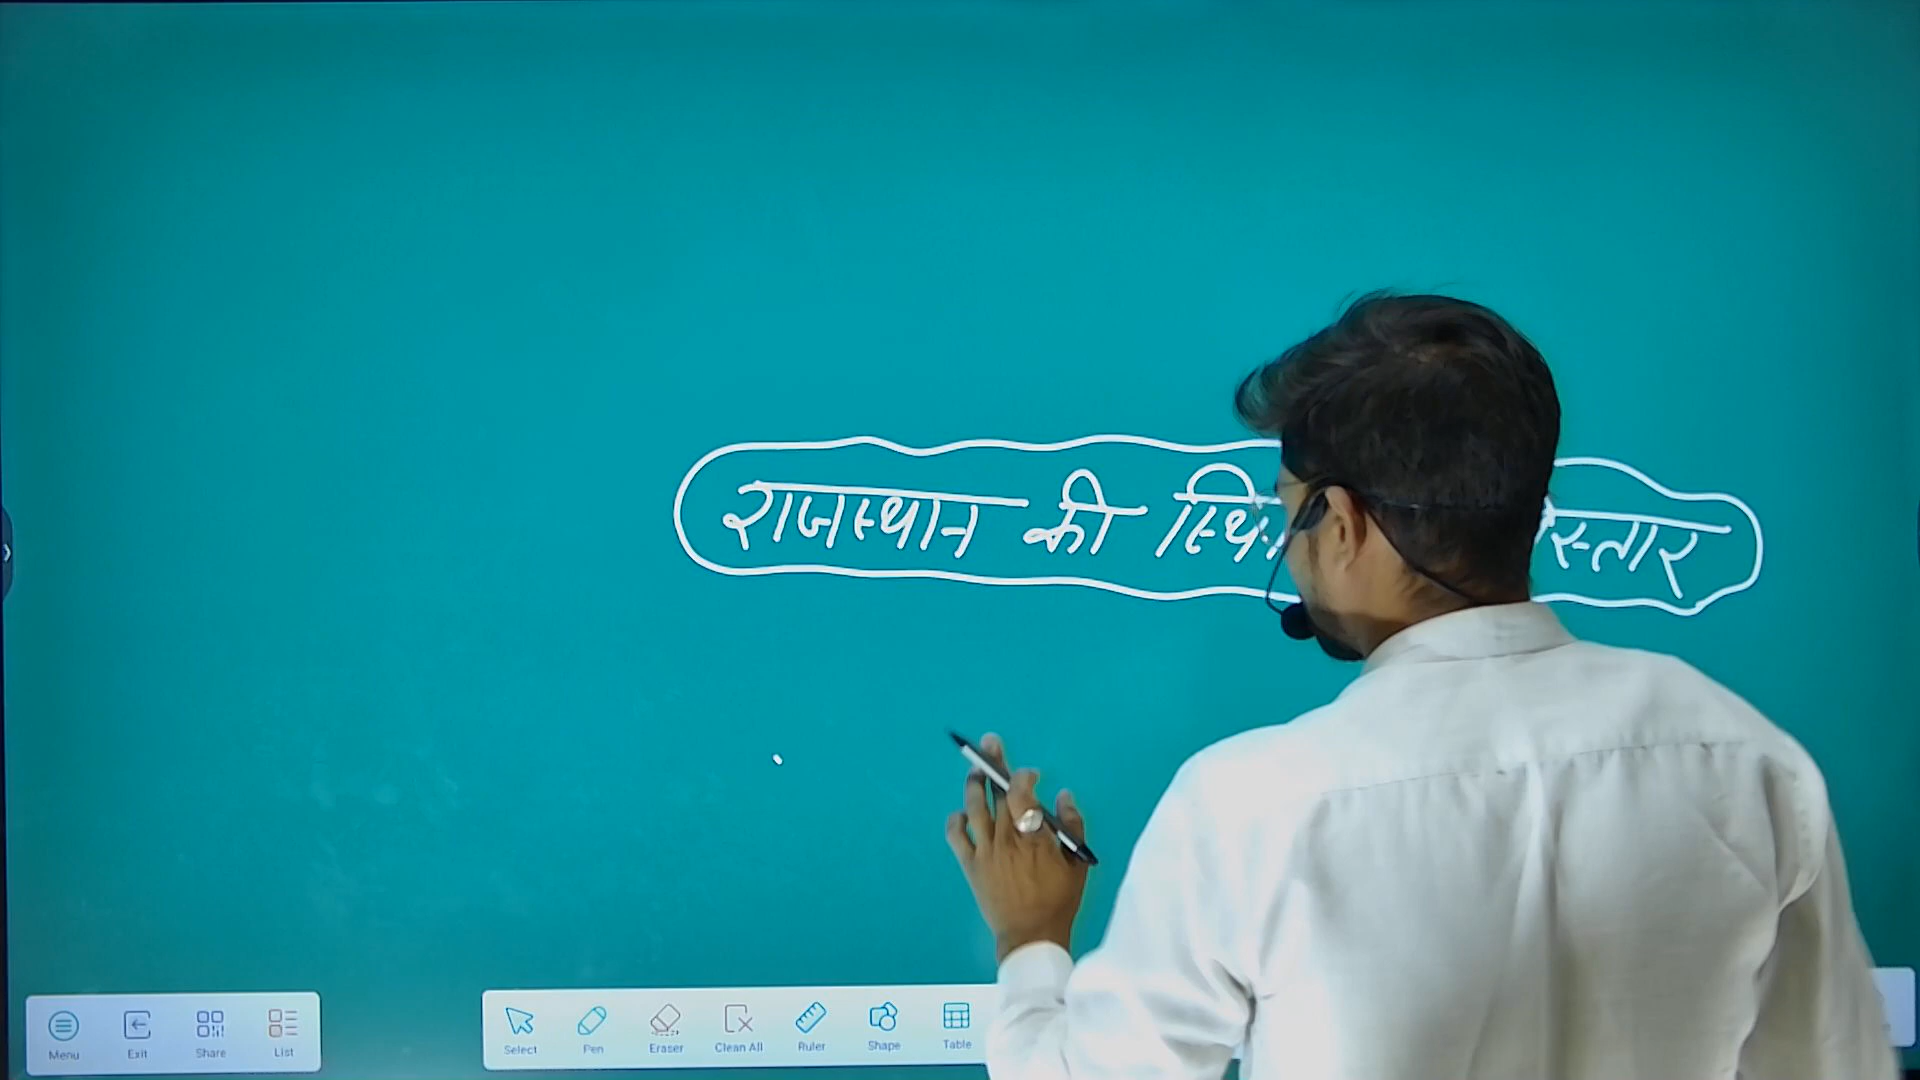 राजस्थान की
Menu Exit Share List Select Pen Eraser Clean All Ruler Shape Table